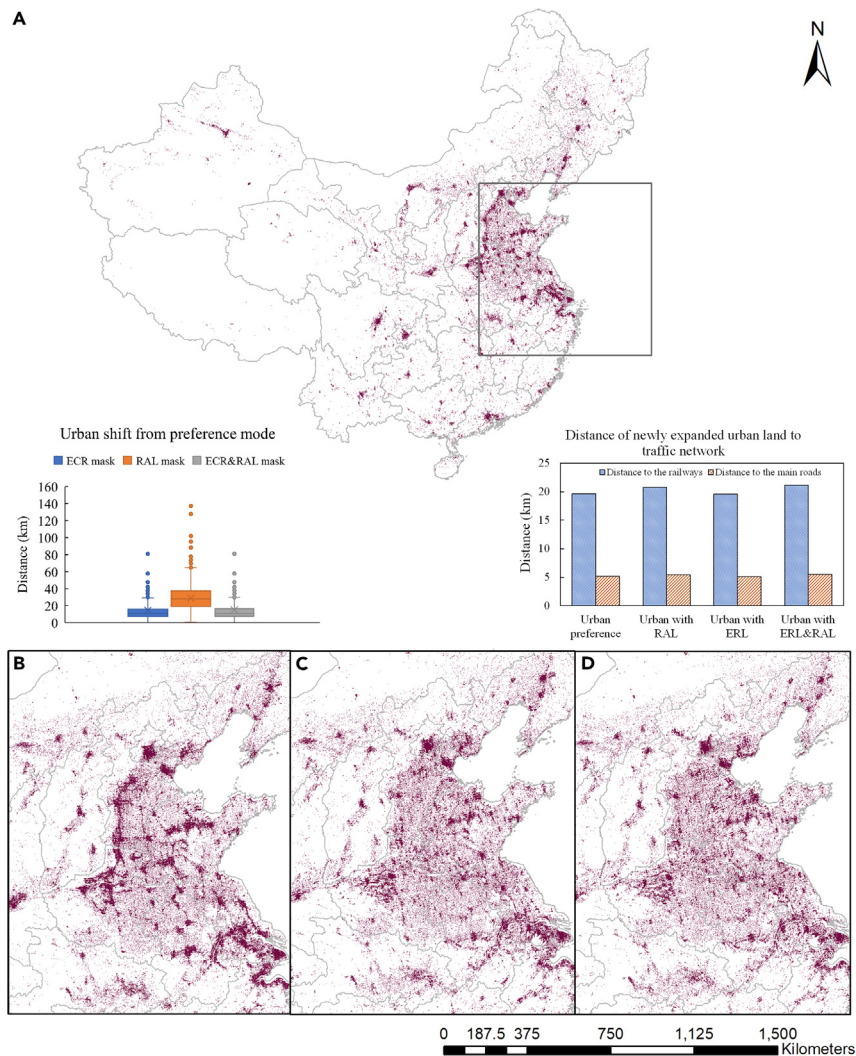 A
N
Urban shift from preference mode
ECR mask RAL mask ECR&RAL mask
Distance (km)
160
140
120
100
80
60
40
20
0
Distance of newly expanded urban land to
traffic network
Distance to the railways Distance to the main roads
Distance (km)
25
20
15
10
5
0
Urban preference
Urban with RAL
Urban with ERL
Urban with ERL&RAL
B
C
D
0 187.5 375 750 1,125 1,500
Kilometers